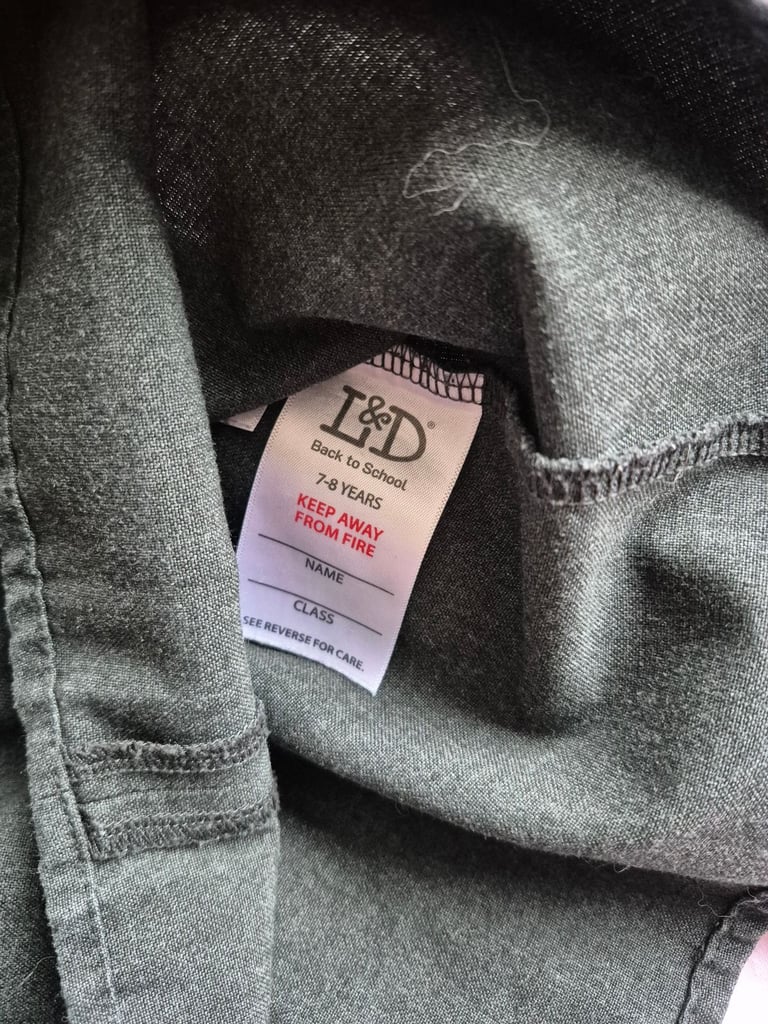 L&D®
Back to School
7-8 YEARS
KEEP AWAY
FROM FIRE
NAME
CLASS
SEE REVERSE FOR CARE.